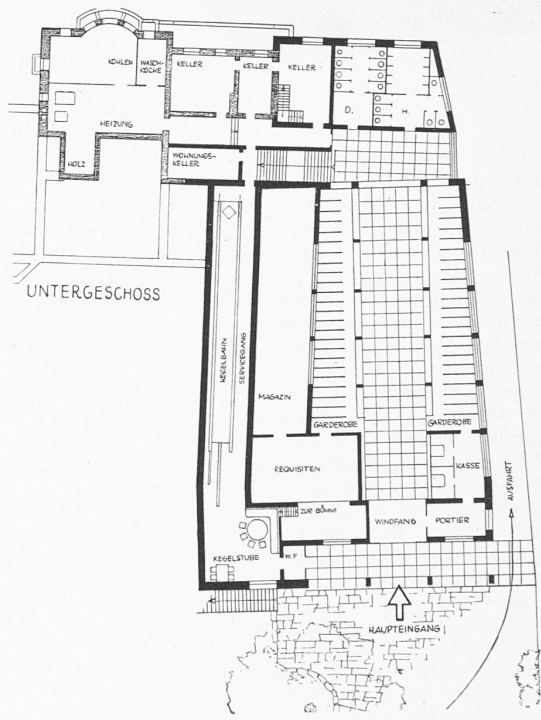 KOHLEN
WASCH-
KÜCHE
KELLER
KELLER
KELLER
HEIZUNG
D.
H.
HOLZ
WOHNUNGS-
KELLER
UNTERGESCHOSS
KEGELBAHN
SERVICEGANG
MAGAZIN
GARDEROBE
GARDEROBE
REQUISITEN
KASSE
AUSFAHRT
ZUR BÜHNE
WINDFANG
PORTIER
KEGELSTUBE
W.F
HAUPTEINGANG